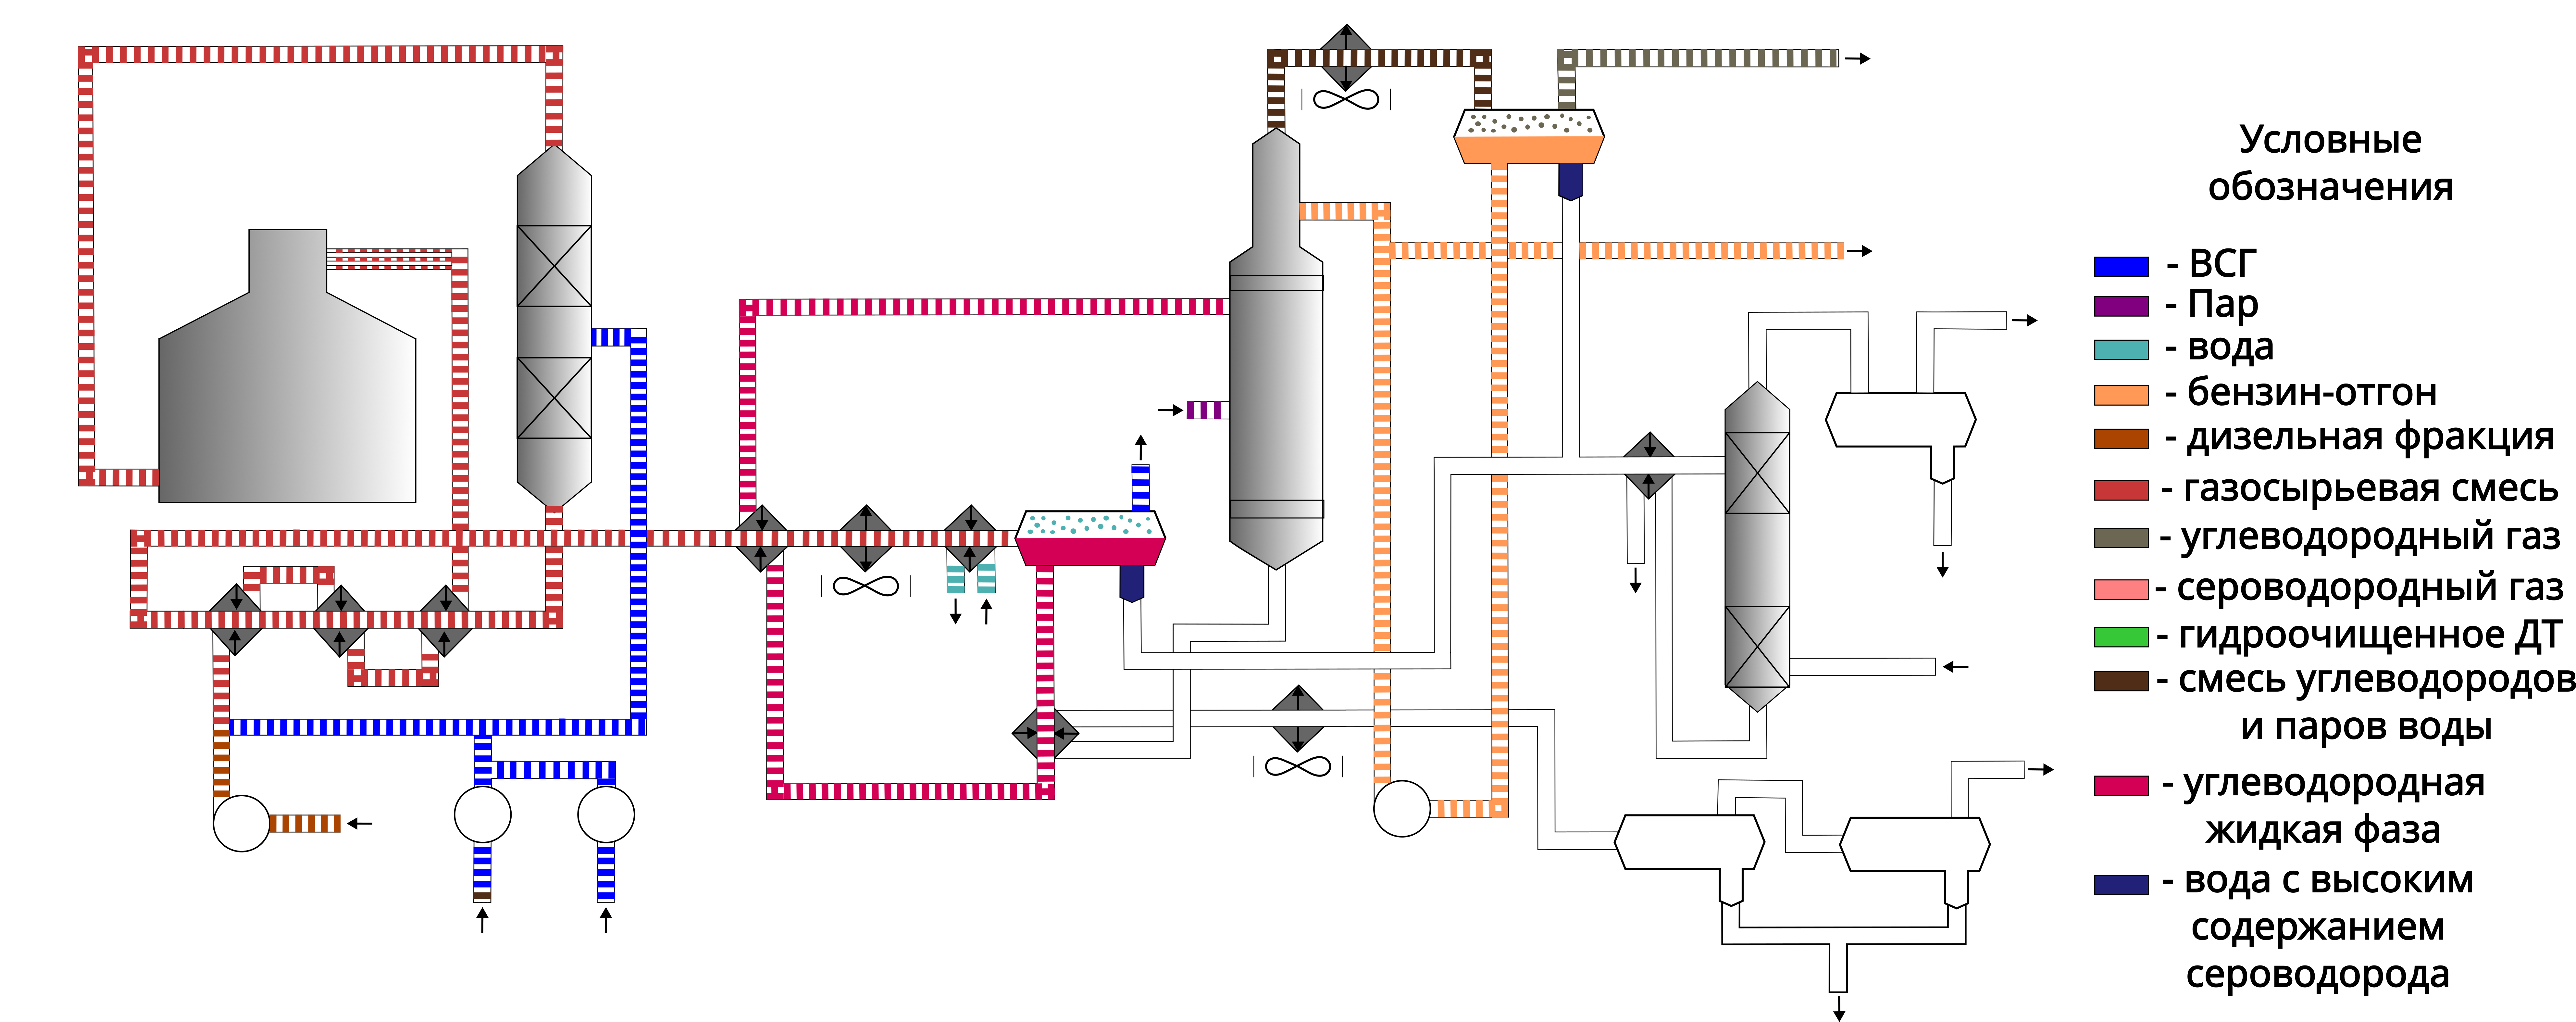 Условные
обозначения
- ВСГ
- Пар
- вода
- бензин-отгон
- дизельная фракция
- газосырьевая смесь
- углеводородный газ
- сероводородный газ
- гидроочищенное ДТ
- смесь углеводородов
и паров воды
- углеводородная
жидкая фаза
- вода с высоким
содержанием
сероводорода